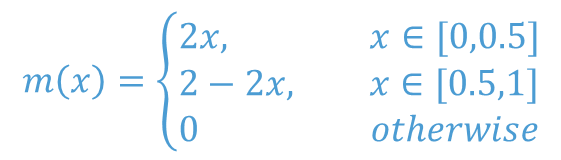 2x, x ∈ [0,0.5]
m(x) = { 2 − 2x, x ∈ [0.5,1]
0 otherwise